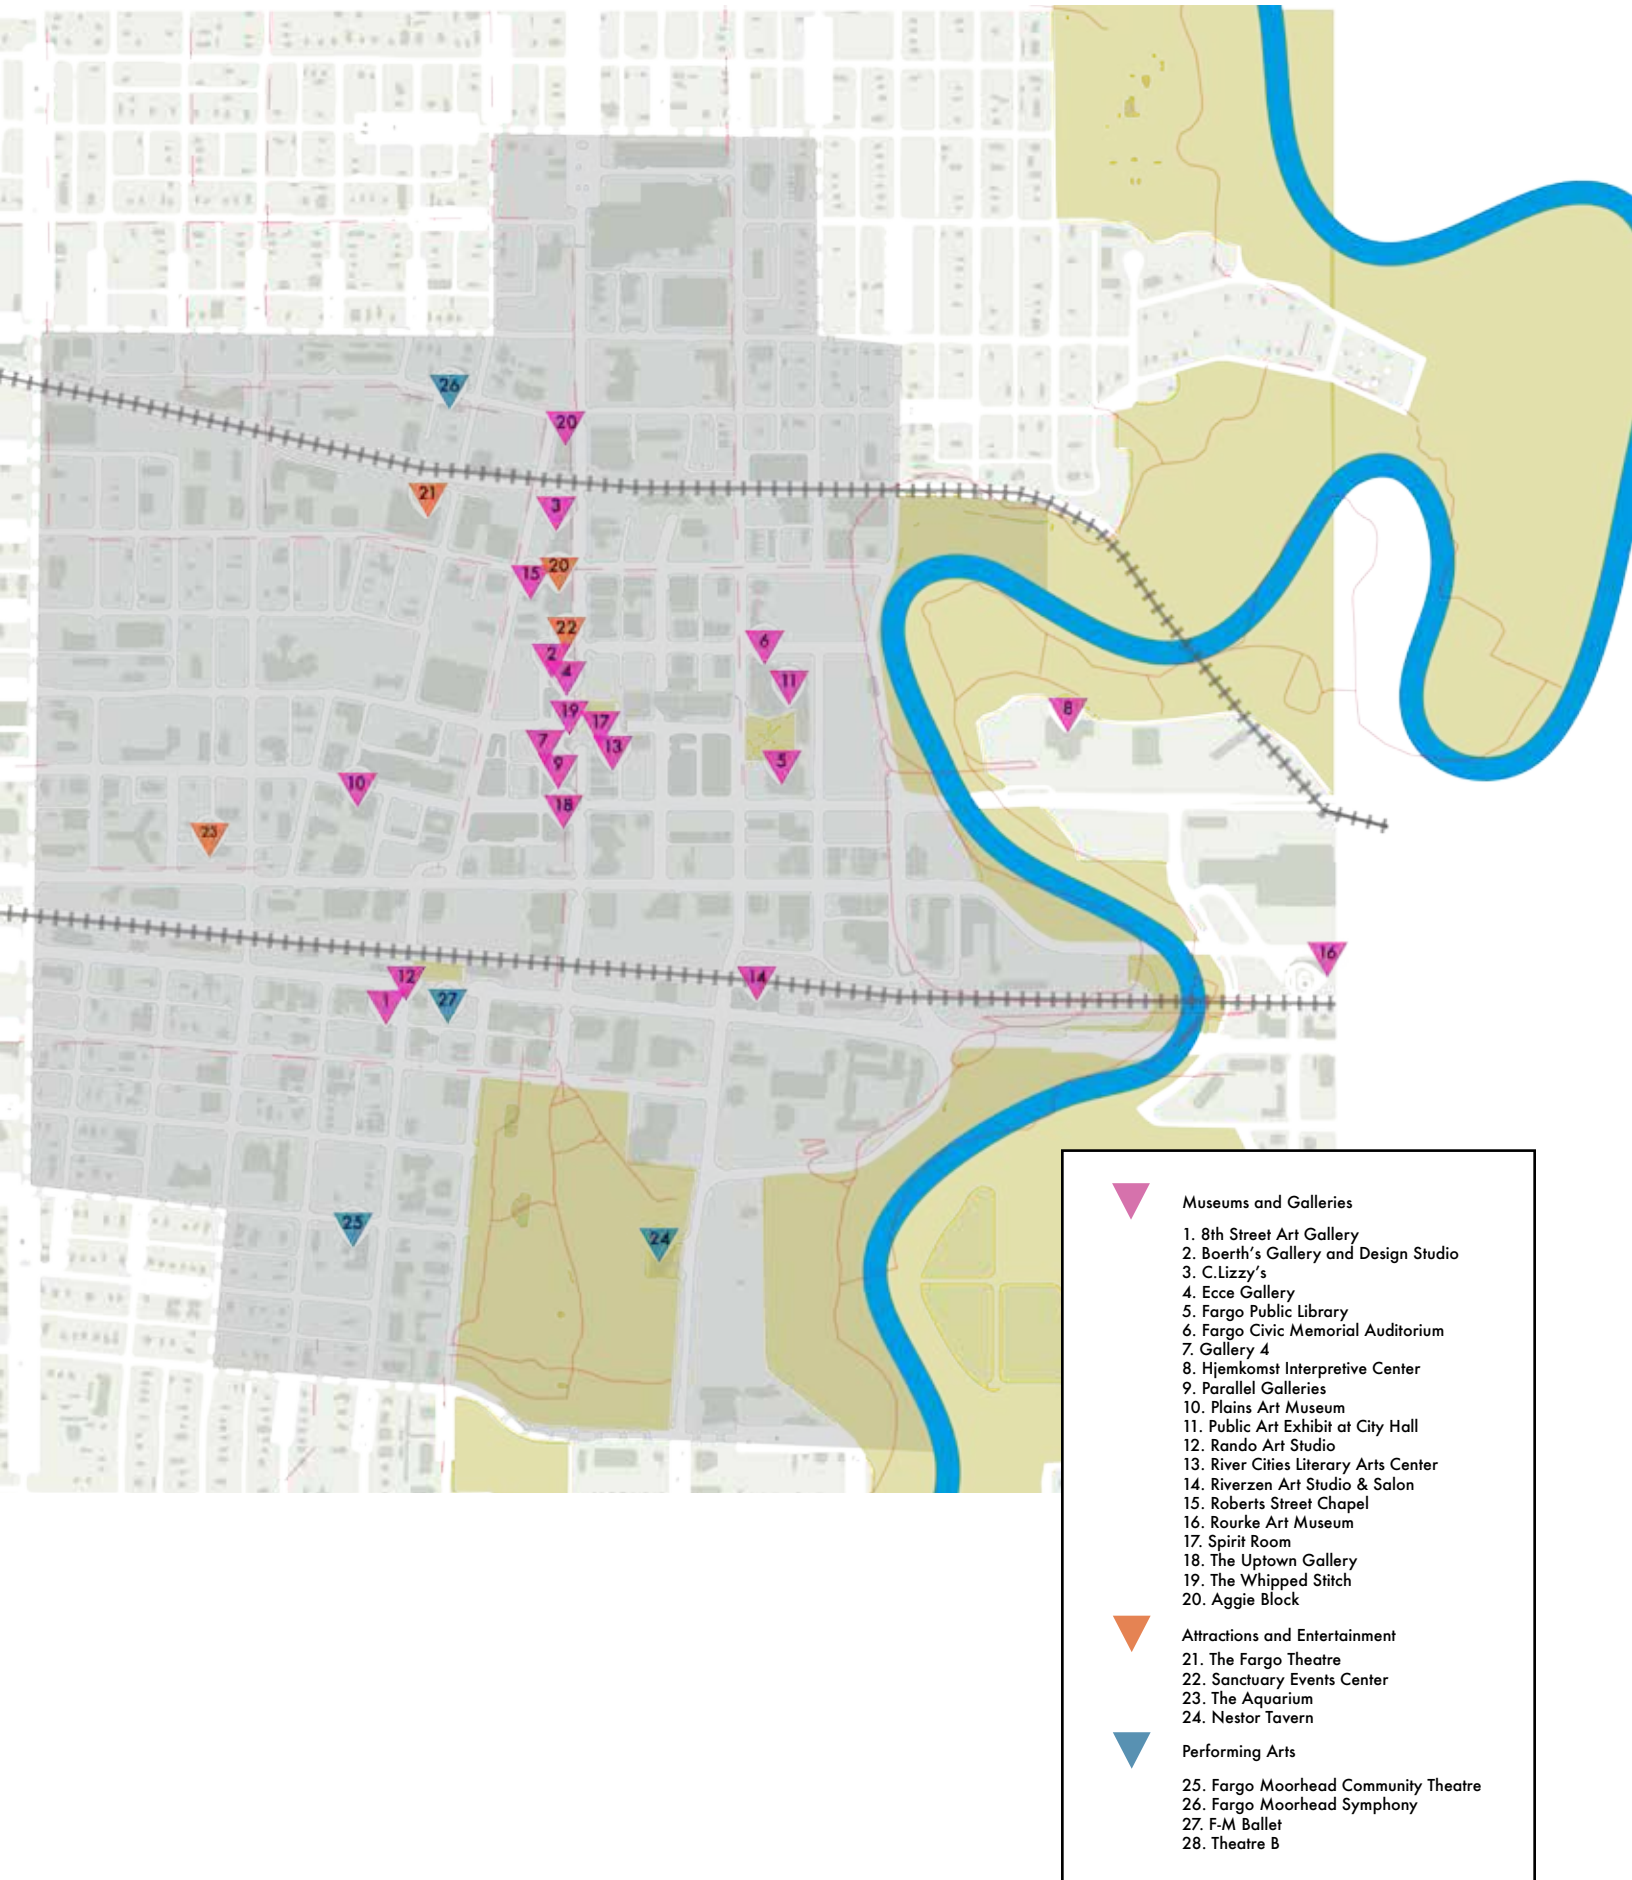 26
20
21
3
15
20
22
2
4
6
11
19
17
8
7
13
9
5
10
18
23
16
12
14
1
27
25
24
Museums and Galleries
1. 8th Street Art Gallery
2. Boerth's Gallery and Design Studio
3. C.Lizzy's
4. Ecce Gallery
5. Fargo Public Library
6. Fargo Civic Memorial Auditorium
7. Gallery 4
8. Hjemkomst Interpretive Center
9. Parallel Galleries
10. Plains Art Museum
11. Public Art Exhibit at City Hall
12. Rando Art Studio
13. River Cities Literary Arts Center
14. Riverzen Art Studio & Salon
15. Roberts Street Chapel
16. Rourke Art Museum
17. Spirit Room
18. The Uptown Gallery
19. The Whipped Stitch
20. Aggie Block
Attractions and Entertainment
21. The Fargo Theatre
22. Sanctuary Events Center
23. The Aquarium
24. Nestor Tavern
Performing Arts
25. Fargo Moorhead Community Theatre
26. Fargo Moorhead Symphony
27. F-M Ballet
28. Theatre B